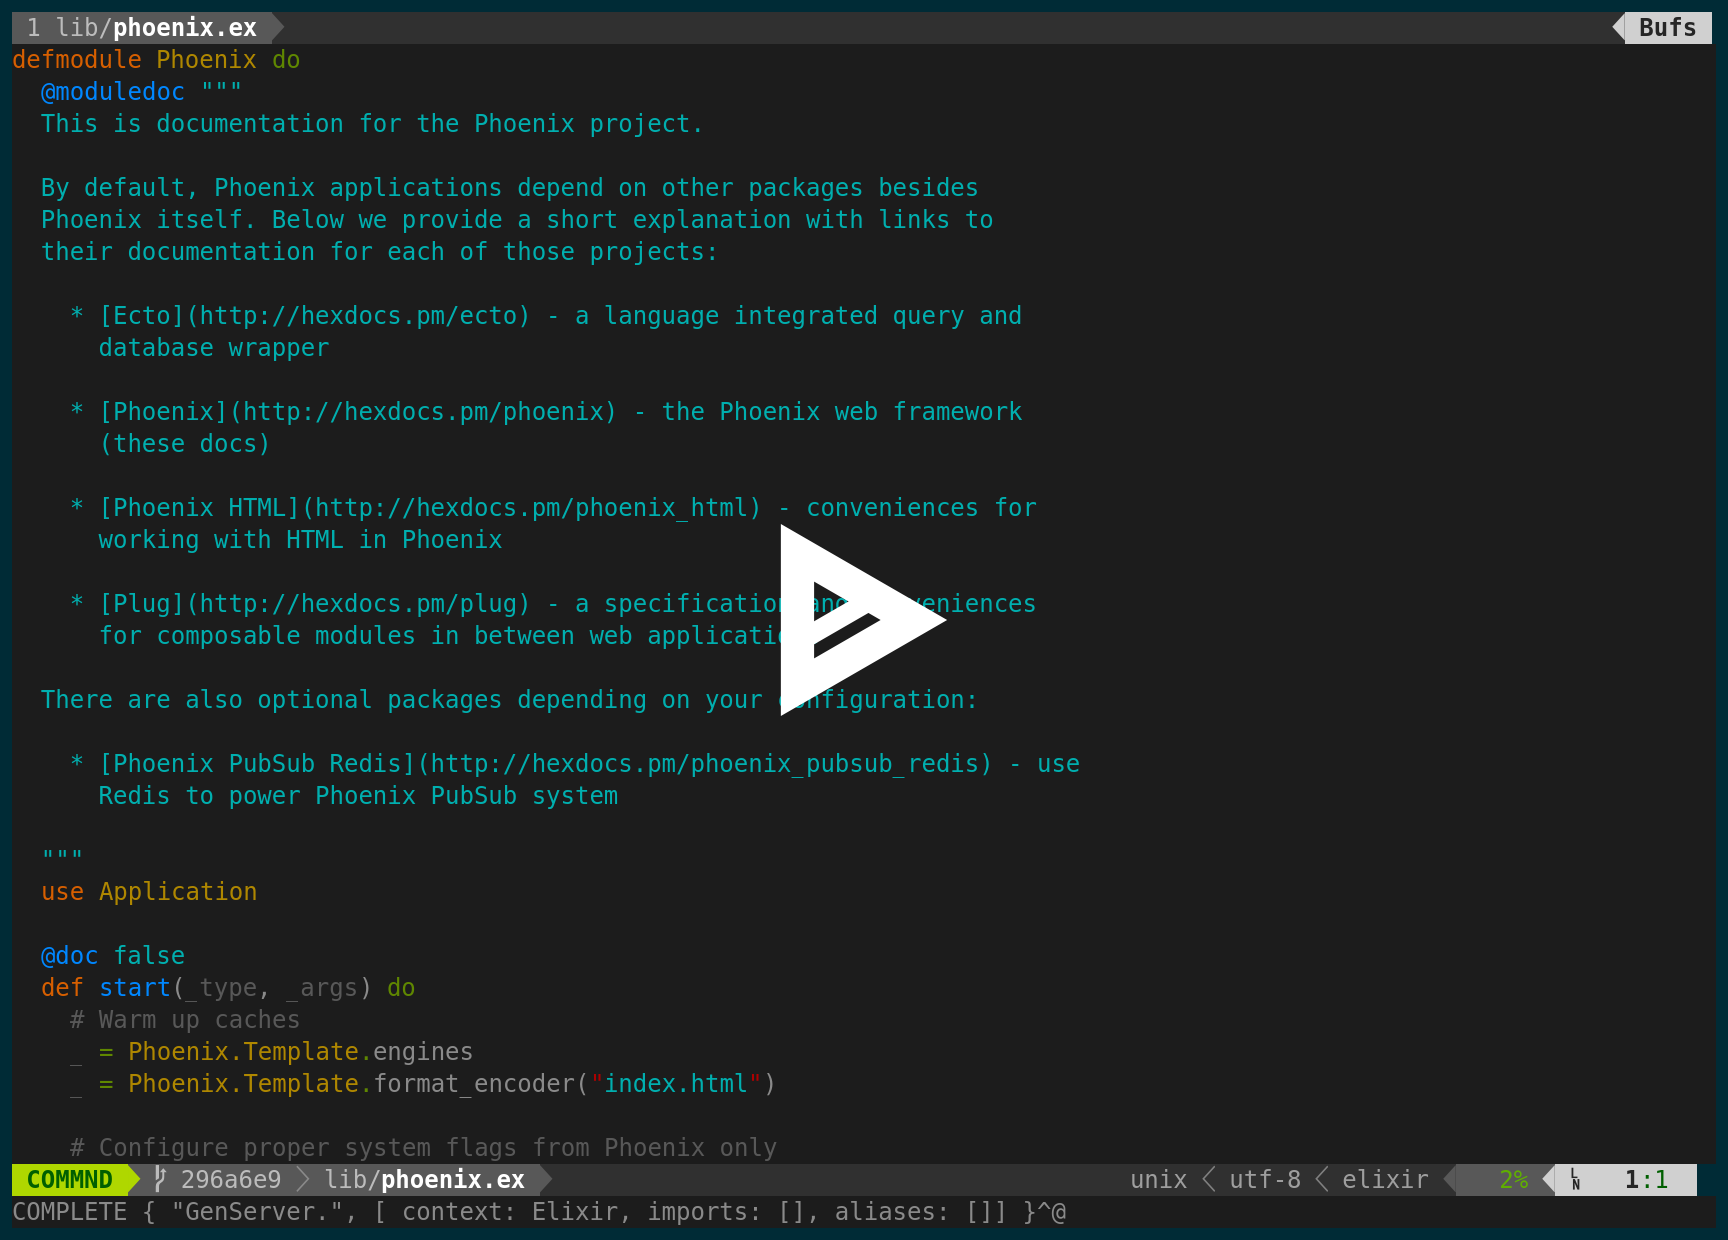 1 lib/phoenix.ex Bufs
defmodule Phoenix do
  @moduledoc """
  This is documentation for the Phoenix project.

  By default, Phoenix applications depend on other packages besides
  Phoenix itself. Below we provide a short explanation with links to
  their documentation for each of those projects:

    * [Ecto](http://hexdocs.pm/ecto) - a language integrated query and
      database wrapper

    * [Phoenix](http://hexdocs.pm/phoenix) - the Phoenix web framework
      (these docs)

    * [Phoenix HTML](http://hexdocs.pm/phoenix_html) - conveniences for
      working with HTML in Phoenix

    * [Plug](http://hexdocs.pm/plug) - a specification and
      for composable modules in between web

  There are also optional packages depending on your configuration:

    * [Phoenix PubSub Redis](http://hexdocs.pm/phoenix_pubsub_redis) - use
      Redis to power Phoenix PubSub system

  """
  use Application

  @doc false
  def start(_type, _args) do
    # Warm up caches
    _ = Phoenix.Template.engines
    _ = Phoenix.Template.format_encoder("index.html")

    # Configure proper system flags from Phoenix only
COMMND 296a6e9 lib/phoenix.ex unix utf-8 elixir 2% LN 1:1
COMPLETE { "GenServer.", [ context: Elixir, imports: [], aliases: []] }^@